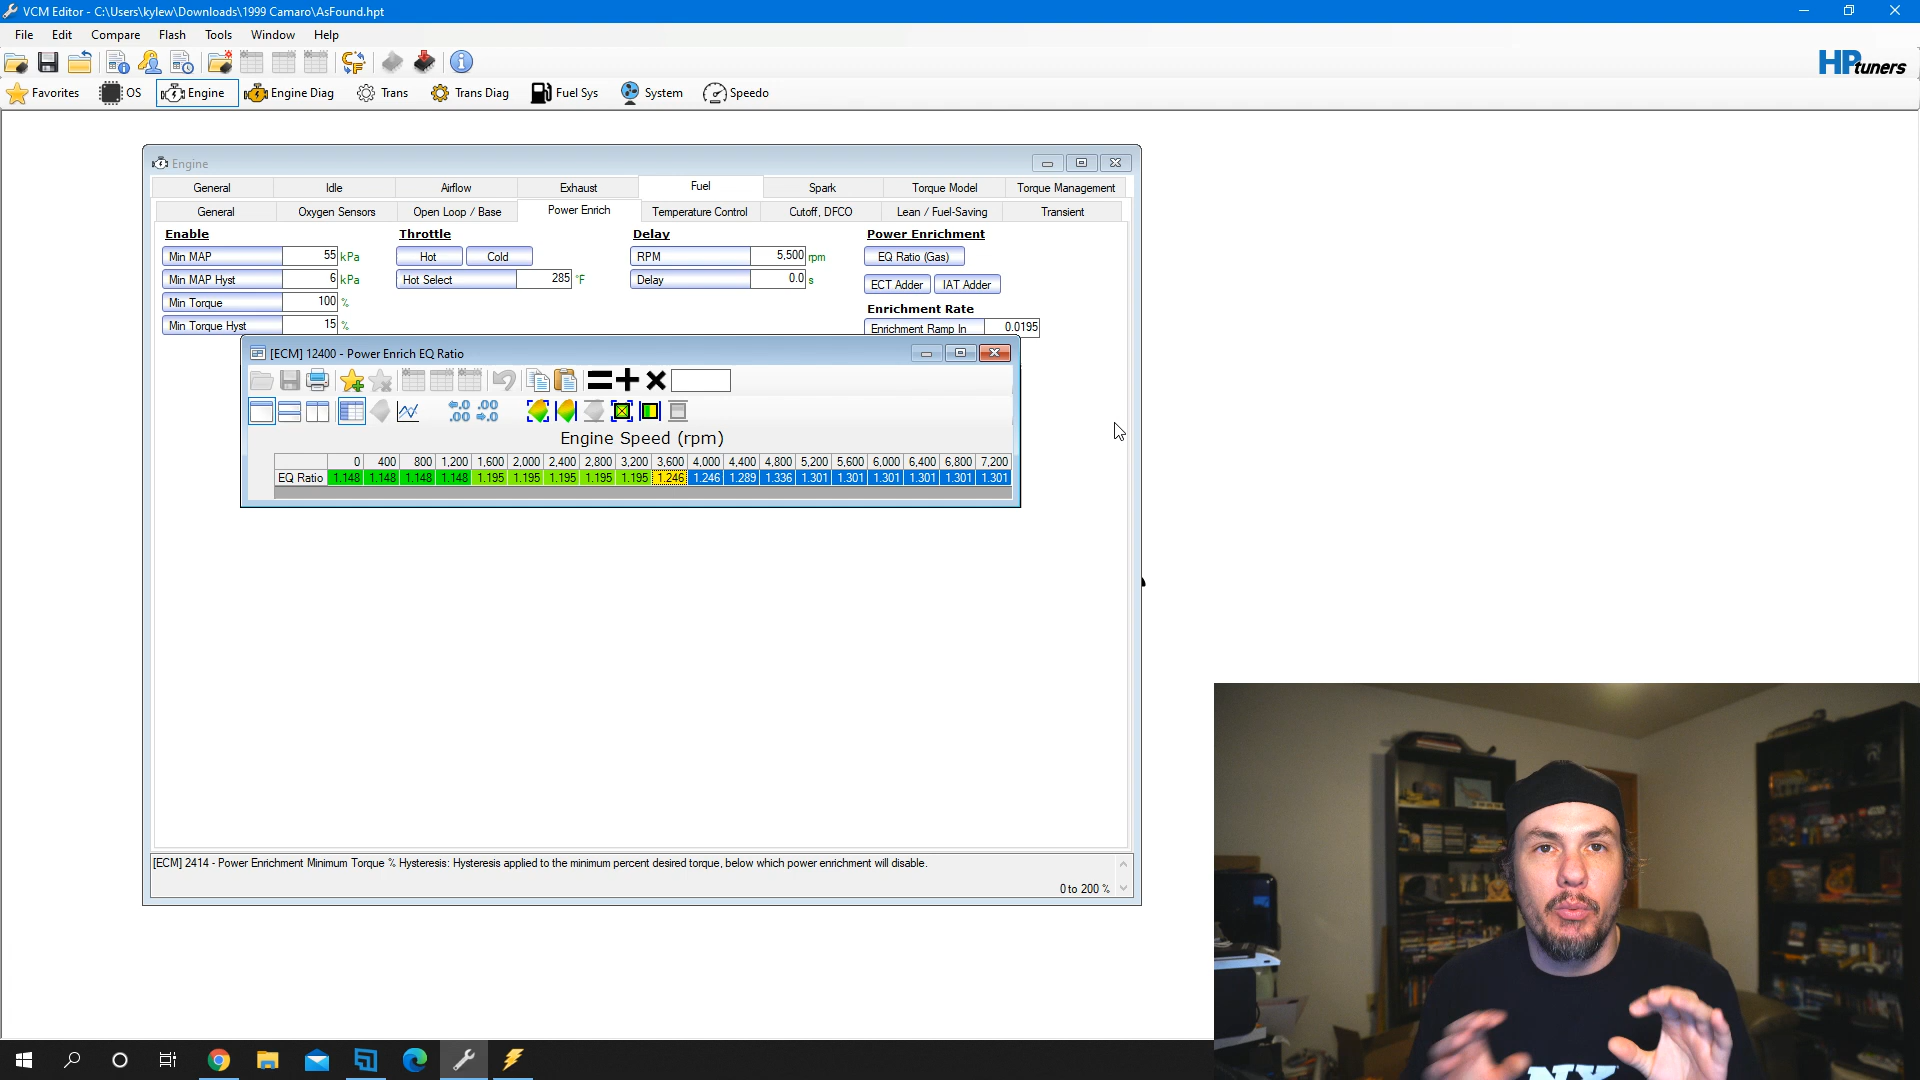 VCM Editor - C:\Users\kylew\Downloads\1999 Camaro\AsFound.hpt
File Edit Compare Flash Tools Window Help
HPtuners
Favorites OS Engine Engine Diag Trans Trans Diag Fuel Sys System Speedo
Engine
General Idle Airflow Exhaust Fuel Spark Torque Model Torque Management
General Oxygen Sensors Open Loop / Base Power Enrich Temperature Control Cutoff, DFCO Lean / Fuel-Saving Transient
Enable Throttle Delay Power Enrichment
Min MAP 55 kPa Hot Cold RPM 5,500 rpm EQ Ratio (Gas)
Min MAP Hyst 6 kPa Hot Select 285 °F Delay 0.0 s ECT Adder IAT Adder
Min Torque 100 % Enrichment Rate
Min Torque Hyst 15 % Enrichment Ramp In 0.0195
[ECM] 12400 - Power Enrich EQ Ratio
Engine Speed (rpm)
0 400 800 1,200 1,600 2,000 2,400 2,800 3,200 3,600 4,000 4,400 4,800 5,200 5,600 6,000 6,400 6,800 7,200
EQ Ratio 1.148 1.148 1.148 1.148 1.195 1.195 1.195 1.195 1.195 1.246 1.246 1.289 1.336 1.301 1.301 1.301 1.301 1.301 1.301
[ECM] 2414 - Power Enrichment Minimum Torque % Hysteresis: Hysteresis applied to the minimum percent desired torque, below which power enrichment will disable.
0 to 200 %